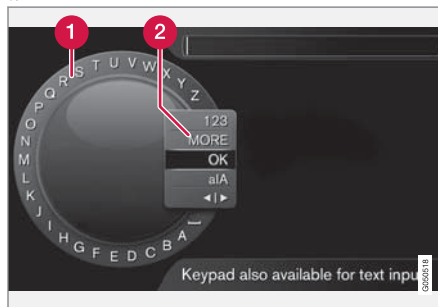 1
2
A B C D E F G H I J K L M N O P Q R S T U V W X Y Z
123
MORE
OK
a|A
◄|►
Keypad also available for text inpu
G050518